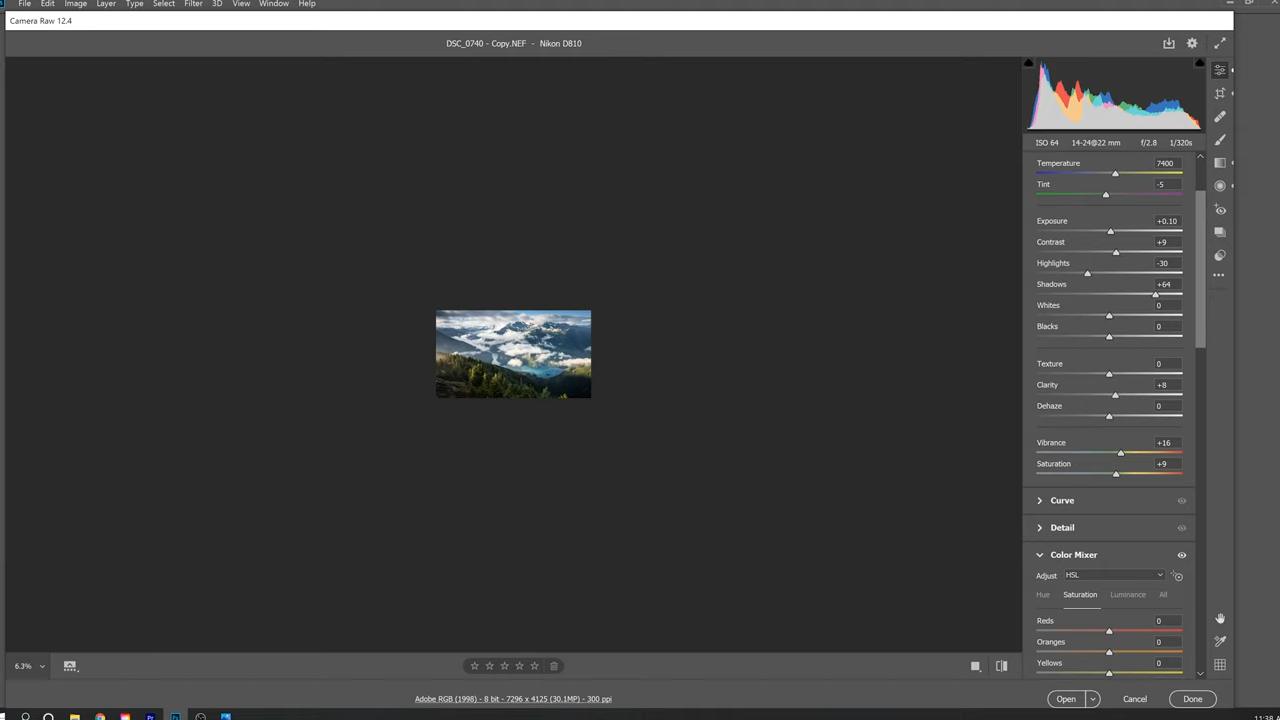 File Edit Image Layer Type Select Filter 3D View Window Help
Camera Raw 12.4
DSC_0740 - Copy.NEF - Nikon D810
ISO 64 14-24@22 mm f/2.8 1/320s
Temperature 7400
Tint -5
Exposure +0.10
Contrast +9
Highlights -30
Shadows +64
Whites 0
Blacks 0
Texture 0
Clarity +8
Dehaze 0
Vibrance +16
Saturation +9
Curve
Detail
Color Mixer
Adjust HSL
Hue Saturation Luminance All
Reds 0
Oranges 0
Yellows 0
6.3%
Adobe RGB (1998) - 8 bit - 7296 x 4125 (30.1MP) - 300 ppi
Open Cancel Done
Pr
11:38